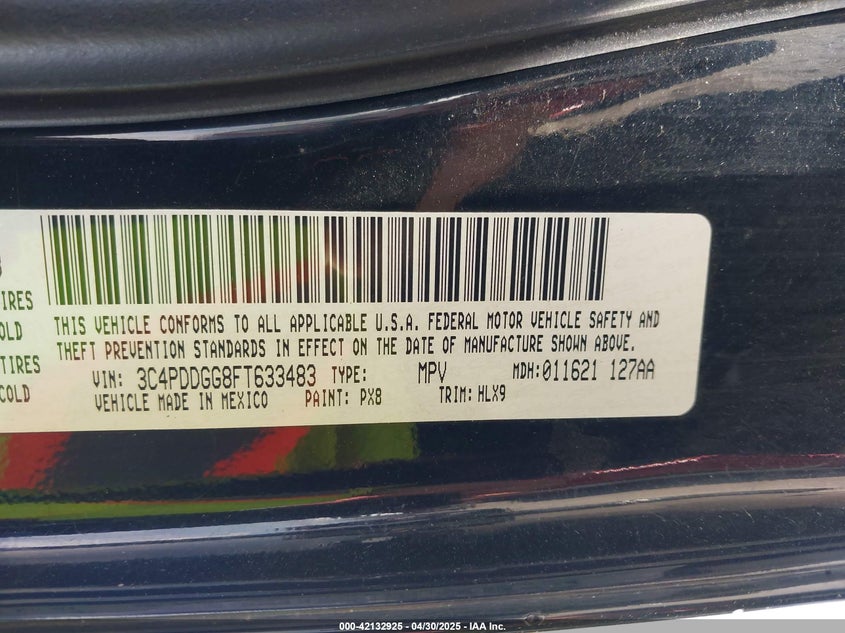 IRES
OLD
TIRES
COLD
THIS VEHICLE CONFORMS TO ALL APPLICABLE U.S.A. FEDERAL MOTOR VEHICLE SAFETY AND
THEFT PREVENTION STANDARDS IN EFFECT ON THE DATE OF MANUFACTURE SHOWN ABOVE.
VIN: 3C4PDDGG8FT633483 TYPE: MPV MDH:011621 127AA
VEHICLE MADE IN MEXICO PAINT: PX8 TRIM: HLX9
000-42132925 - 04/30/2025 - IAA Inc.